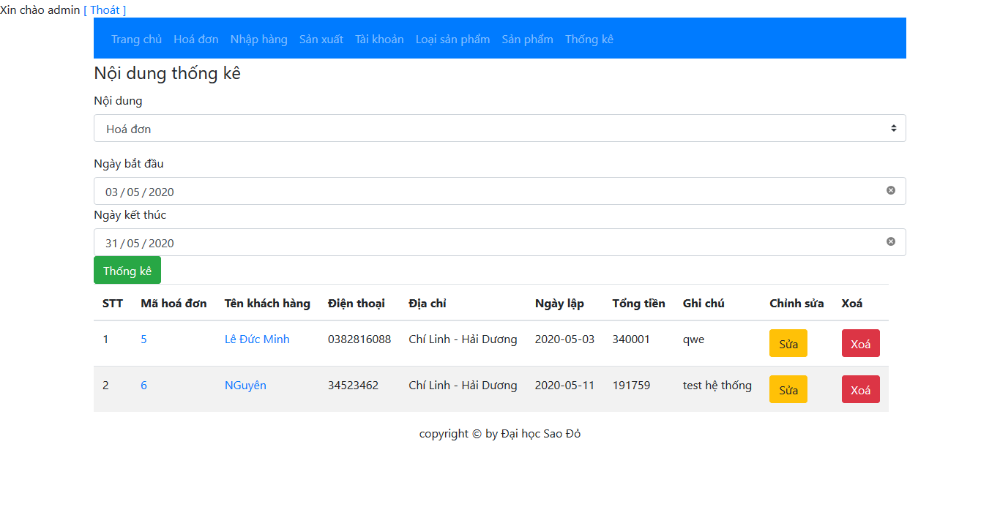 Xin chào admin [ Thoát ]
Trang chủ Hoá đơn Nhập hàng Sản xuất Tài khoản Loại sản phẩm Sản phẩm Thống kê
Nội dung thống kê
Nội dung
Hoá đơn
Ngày bắt đầu
03 / 05 / 2020
Ngày kết thúc
31 / 05 / 2020
Thống kê
STT Mã hoá đơn Tên khách hàng Điện thoại Địa chỉ Ngày lập Tổng tiền Ghi chú Chỉnh sửa Xoá
1 5 Lê Đức Minh 0382816088 Chí Linh - Hải Dương 2020-05-03 340001 qwe Sửa Xoá
2 6 NGuyên 34523462 Chí Linh - Hải Dương 2020-05-11 191759 test hệ thống Sửa Xoá
copyright © by Đại học Sao Đỏ